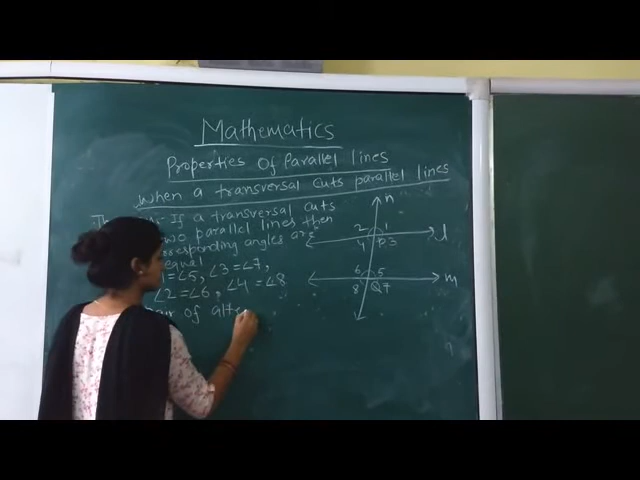 Mathematics
Properties of Parallel lines
When a transversal cuts parallel lines
If a transversal cuts
two parallel lines then
corresponding angles are
equal
1 = ∠5, ∠3 = ∠7,
∠2 = ∠6, ∠4 = ∠8
of alte
n
2 1
l
4 P 3
6 5
m
8 Q 7